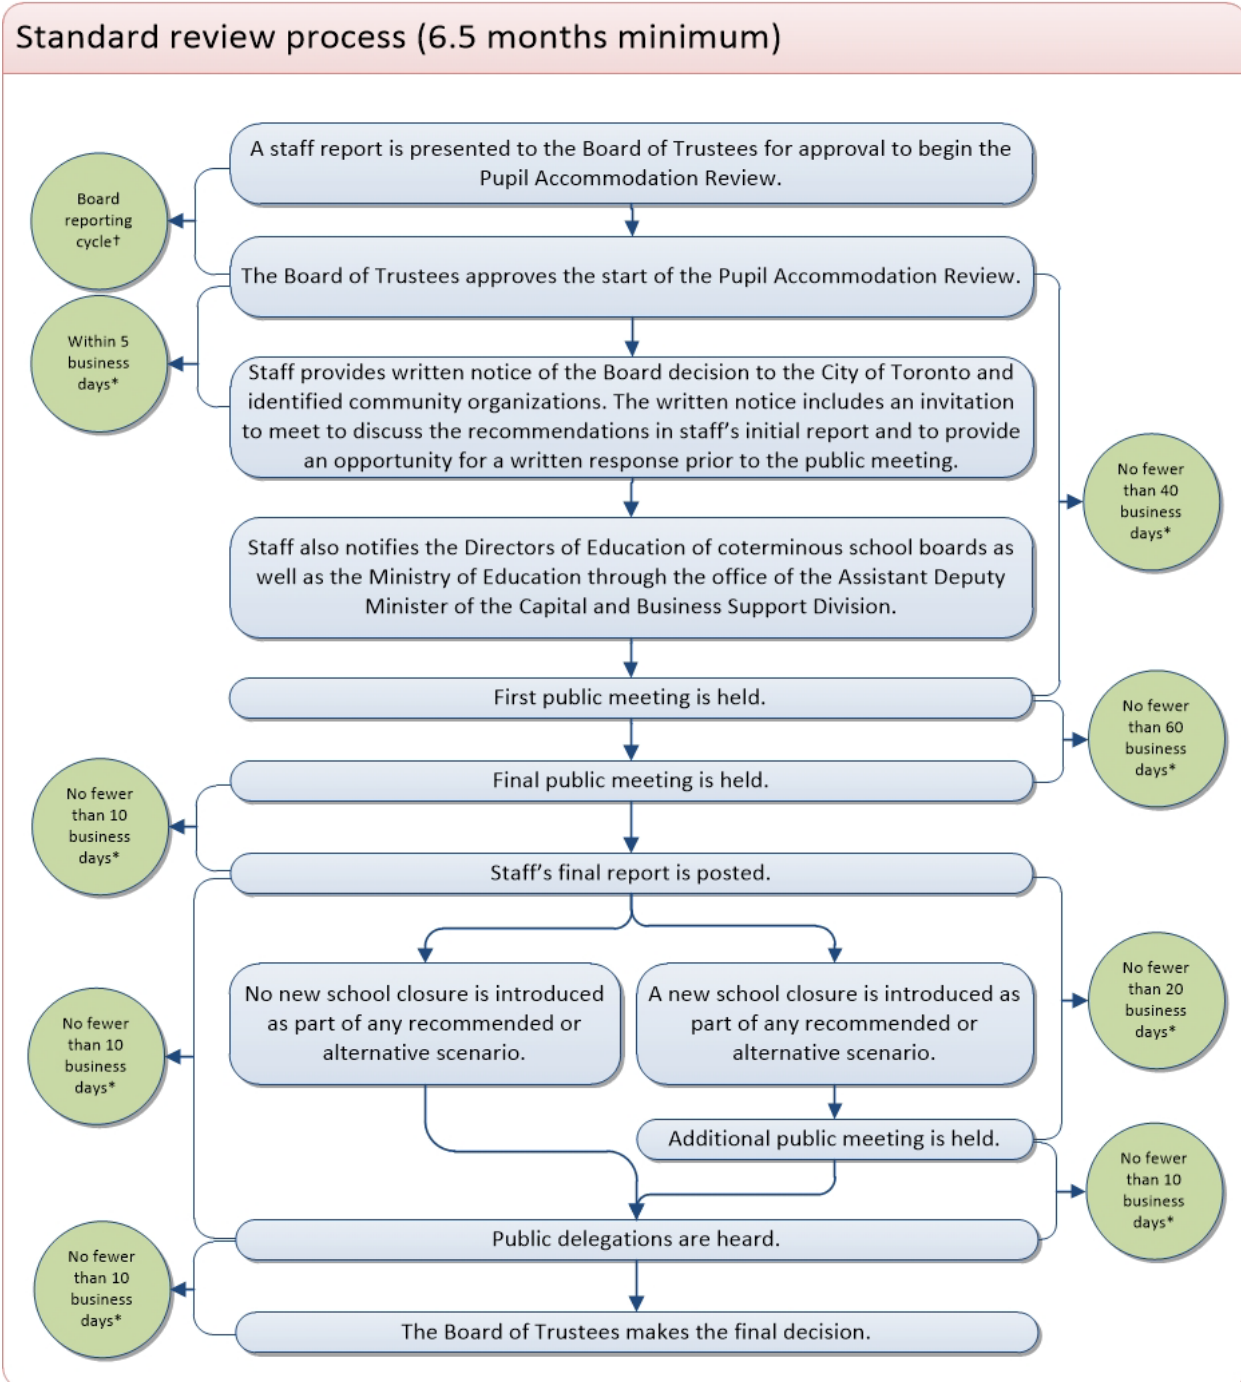 Standard review process (6.5 months minimum)
A staff report is presented to the Board of Trustees for approval to begin the
Pupil Accommodation Review.
Board
reporting
cycle†
The Board of Trustees approves the start of the Pupil Accommodation Review.
Within 5
business
days*
Staff provides written notice of the Board decision to the City of Toronto and
identified community organizations. The written notice includes an invitation
to meet to discuss the recommendations in staff's initial report and to provide
an opportunity for a written response prior to the public meeting.
No fewer
than 40
business
days*
Staff also notifies the Directors of Education of coterminous school boards as
well as the Ministry of Education through the office of the Assistant Deputy
Minister of the Capital and Business Support Division.
First public meeting is held.
No fewer
than 60
business
days*
Final public meeting is held.
No fewer
than 10
business
days*
Staff's final report is posted.
No new school closure is introduced
as part of any recommended or
alternative scenario.
A new school closure is introduced as
part of any recommended or
alternative scenario.
No fewer
than 20
business
days*
No fewer
than 10
business
days*
Additional public meeting is held.
No fewer
than 10
business
days*
Public delegations are heard.
No fewer
than 10
business
days*
The Board of Trustees makes the final decision.